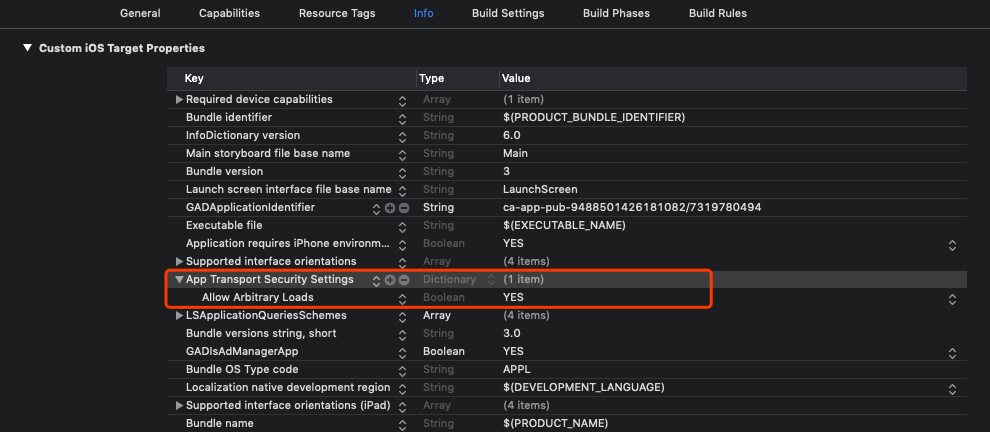 General Capabilities Resource Tags Info Build Settings Build Phases Build Rules
Custom iOS Target Properties
Key Type Value
Required device capabilities Array (1 item)
Bundle identifier String $(PRODUCT_BUNDLE_IDENTIFIER)
InfoDictionary version String 6.0
Main storyboard file base name String Main
Bundle version String 3
Launch screen interface file base name String LaunchScreen
GADApplicationIdentifier String ca-app-pub-9488501426181082/7319780494
Executable file String $(EXECUTABLE_NAME)
Application requires iPhone environm... Boolean YES
Supported interface orientations Array (4 items)
App Transport Security Settings Dictionary (1 item)
Allow Arbitrary Loads Boolean YES
LSApplicationQueriesSchemes Array (4 items)
Bundle versions string, short String 3.0
GADIsAdManagerApp Boolean YES
Bundle OS Type code String APPL
Localization native development region String $(DEVELOPMENT_LANGUAGE)
Supported interface orientations (iPad) Array (4 items)
Bundle name String $(PRODUCT_NAME)